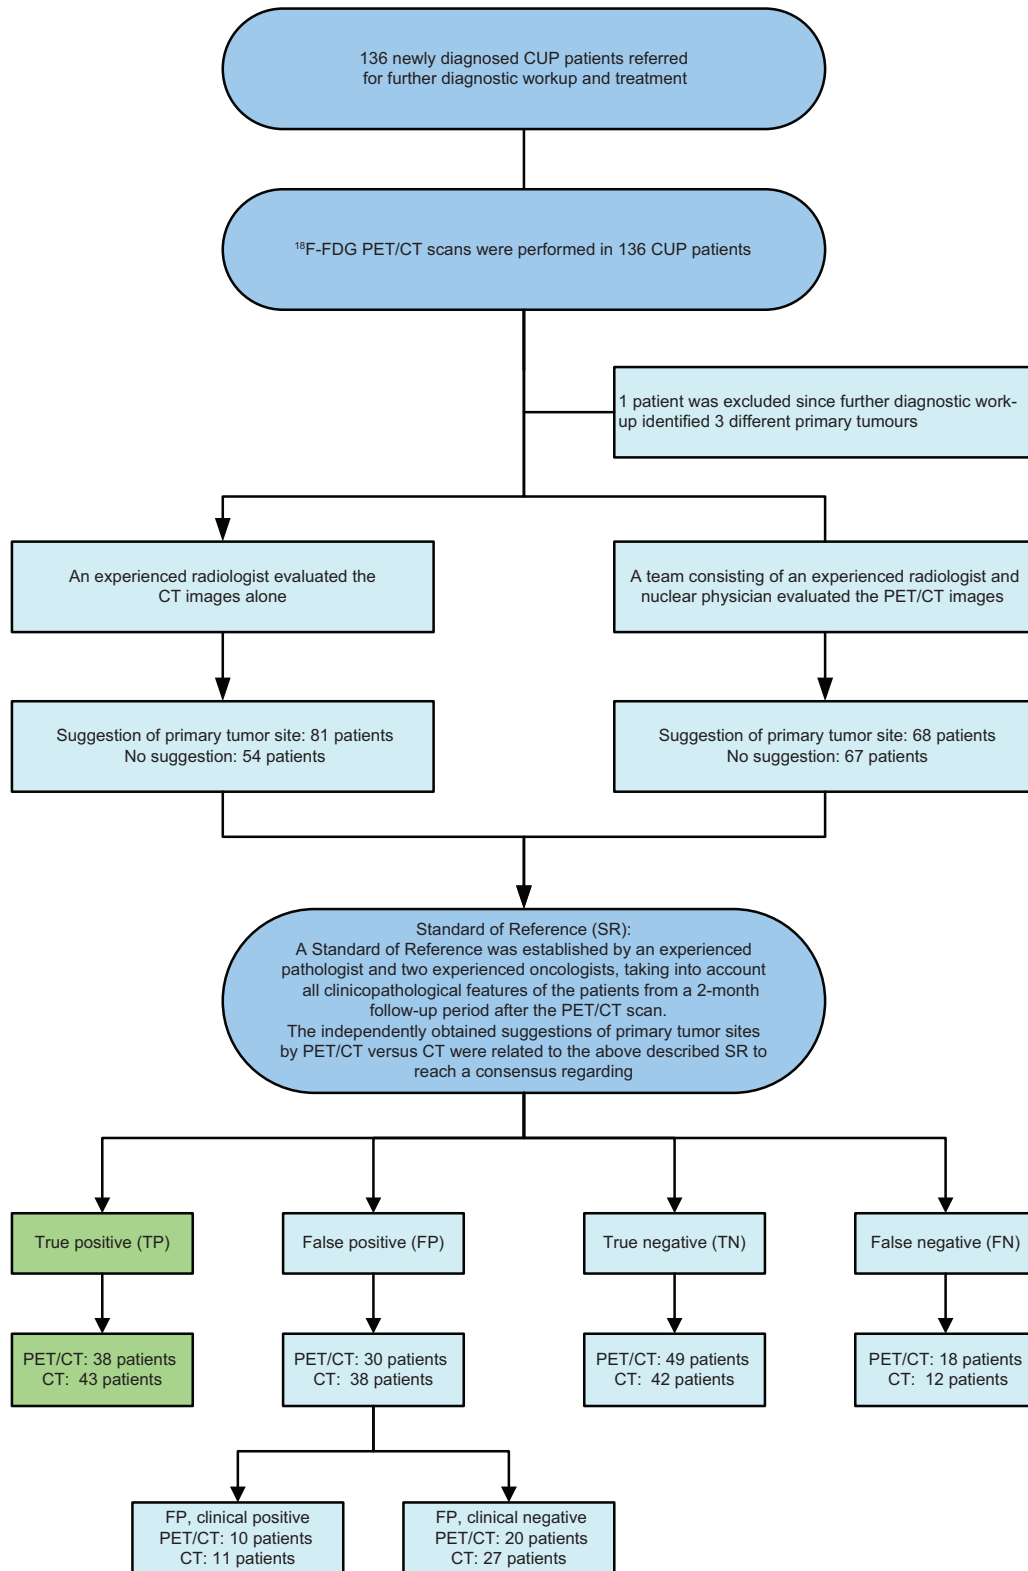 136 newly diagnosed CUP patients referred
for further diagnostic workup and treatment
¹⁸F-FDG PET/CT scans were performed in 136 CUP patients
1 patient was excluded since further diagnostic work-
up identified 3 different primary tumours
An experienced radiologist evaluated the
CT images alone
A team consisting of an experienced radiologist and
nuclear physician evaluated the PET/CT images
Suggestion of primary tumor site: 81 patients
No suggestion: 54 patients
Suggestion of primary tumor site: 68 patients
No suggestion: 67 patients
Standard of Reference (SR):
A Standard of Reference was established by an experienced
pathologist and two experienced oncologists, taking into account
all clinicopathological features of the patients from a 2-month
follow-up period after the PET/CT scan.
The independently obtained suggestions of primary tumor sites
by PET/CT versus CT were related to the above described SR to
reach a consensus regarding
True positive (TP)
False positive (FP)
True negative (TN)
False negative (FN)
PET/CT: 38 patients
CT: 43 patients
PET/CT: 30 patients
CT: 38 patients
PET/CT: 49 patients
CT: 42 patients
PET/CT: 18 patients
CT: 12 patients
FP, clinical positive
PET/CT: 10 patients
CT: 11 patients
FP, clinical negative
PET/CT: 20 patients
CT: 27 patients